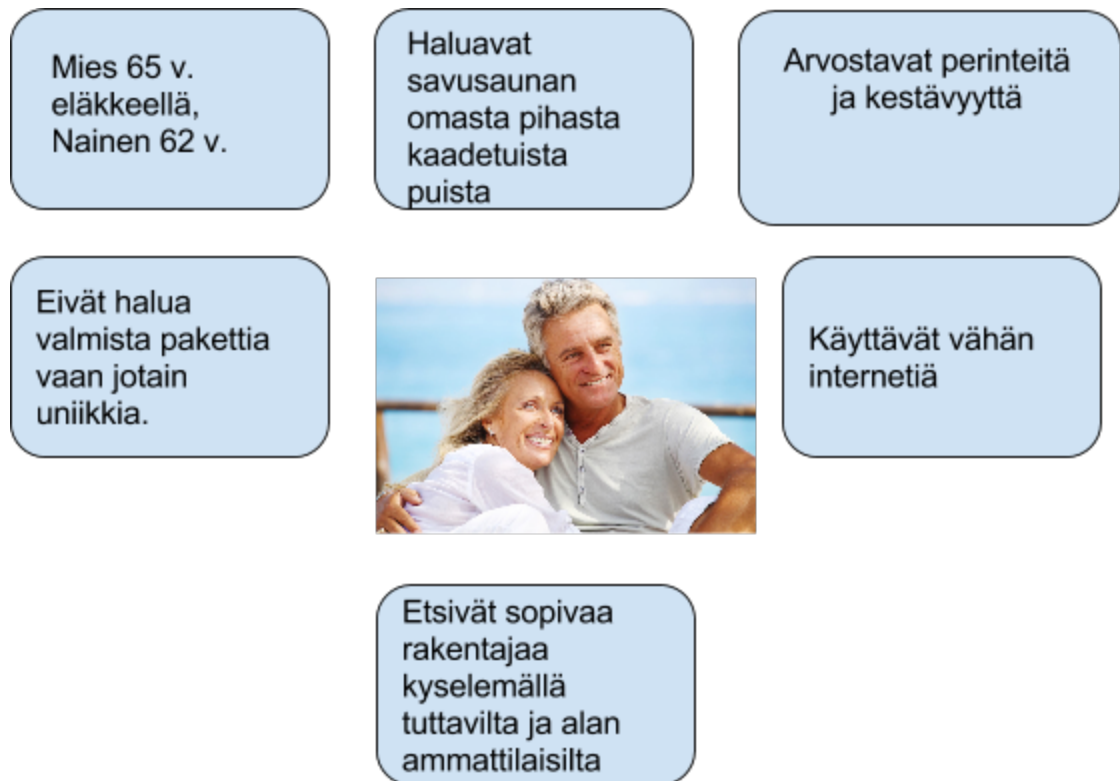 Mies 65 v.
eläkkeellä,
Nainen 62 v.
Haluavat
savusaunan
omasta pihasta
kaadetuista
puista
Arvostavat perinteitä
ja kestävyyttä
Eivät halua
valmista pakettia
vaan jotain
uniikkia.
Käyttävät vähän
internetiä
Etsivät sopivaa
rakentajaa
kyselemällä
tuttavilta ja alan
ammattilaisilta